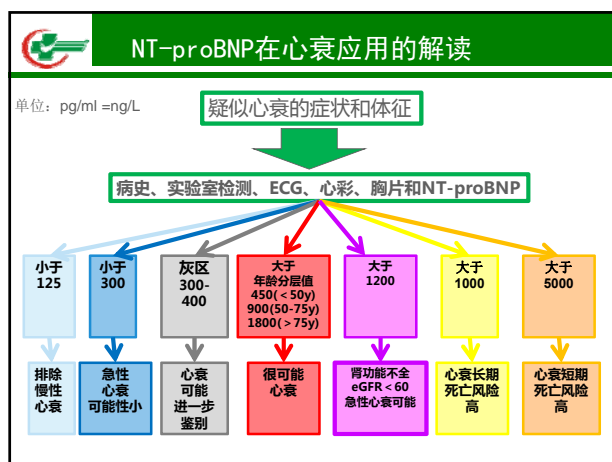 NT-proBNP在心衰应用的解读
单位：pg/ml =ng/L
疑似心衰的症状和体征
病史、实验室检测、ECG、心彩、胸片和NT-proBNP
小于
125
小于
300
灰区
300-
400
大于
年龄分层值
450(＜50y)
900(50-75y)
1800(＞75y)
大于
1200
大于
1000
大于
5000
排除
慢性
心衰
急性
心衰
可能性小
心衰
可能
进一步
鉴别
很可能
心衰
肾功能不全
eGFR＜60
急性心衰可能
心衰长期
死亡风险
高
心衰短期
死亡风险
高